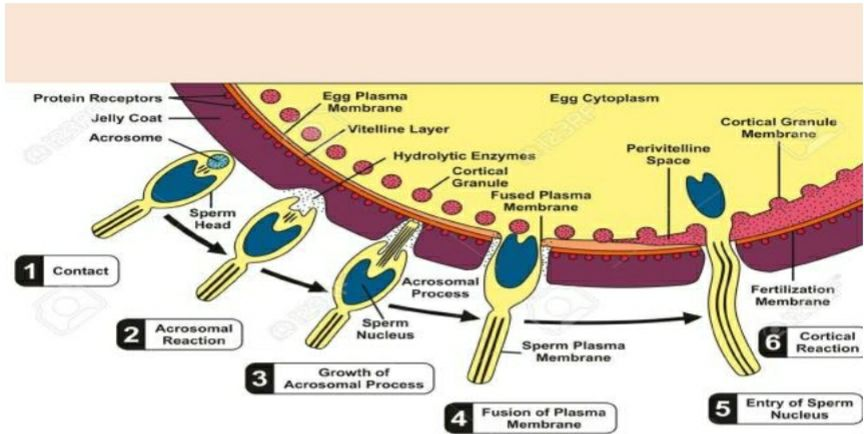 Protein Receptors
Jelly Coat
Acrosome
Egg Plasma
Membrane
Vitelline Layer
Hydrolytic Enzymes
Cortical
Granule
Fused Plasma
Membrane
Egg Cytoplasm
Perivitelline
Space
Cortical Granule
Membrane
Sperm
Head
1 Contact
2 Acrosomal
Reaction
Sperm
Nucleus
Acrosomal
Process
3 Growth of
Acrosomal Process
Sperm Plasma
Membrane
4 Fusion of Plasma
Membrane
Fertilization
Membrane
6 Cortical
Reaction
5 Entry of Sperm
Nucleus